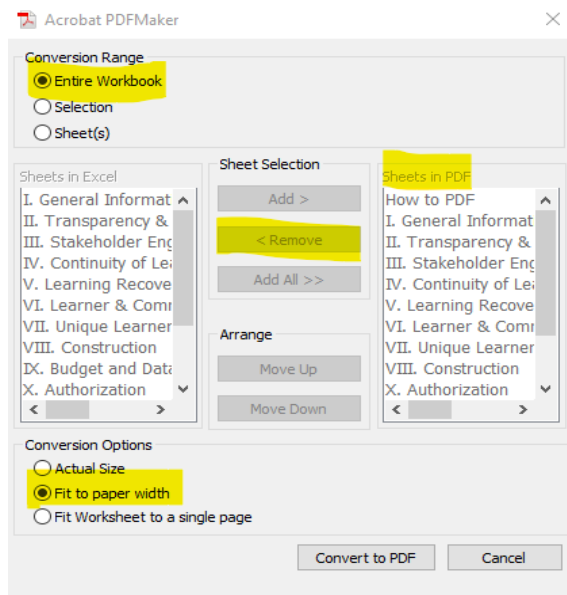 Acrobat PDFMaker
Conversion Range
Entire Workbook
Selection
Sheet(s)
Sheets in Excel
I. General Informat
II. Transparency &
III. Stakeholder Eng
IV. Continuity of Lea
V. Learning Recove
VI. Learner & Comr
VII. Unique Learner
VIII. Construction
IX. Budget and Data
X. Authorization
Sheet Selection
Add >
< Remove
Add All >>
Arrange
Move Up
Move Down
Sheets in PDF
How to PDF
I. General Informat
II. Transparency &
III. Stakeholder Eng
IV. Continuity of Lea
V. Learning Recove
VI. Learner & Comr
VII. Unique Learner
VIII. Construction
X. Authorization
Conversion Options
Actual Size
Fit to paper width
Fit Worksheet to a single page
Convert to PDF
Cancel